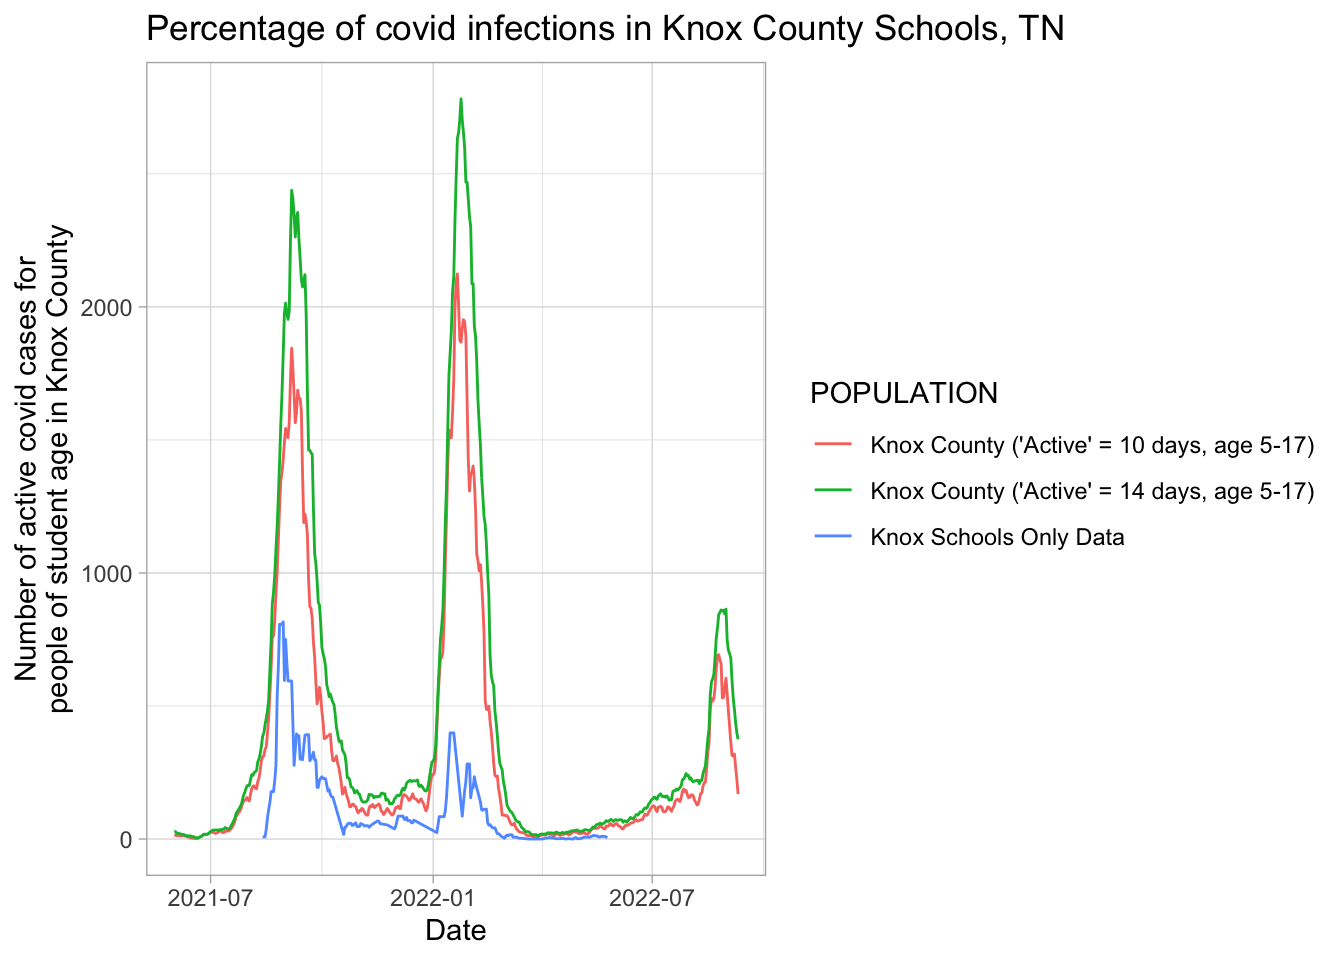 Percentage of covid infections in Knox County Schools, TN
Number of active covid cases for
people of student age in Knox County
2000
1000
0
2021-07
2022-01
2022-07
Date
POPULATION
Knox County ('Active' = 10 days, age 5-17)
Knox County ('Active' = 14 days, age 5-17)
Knox Schools Only Data